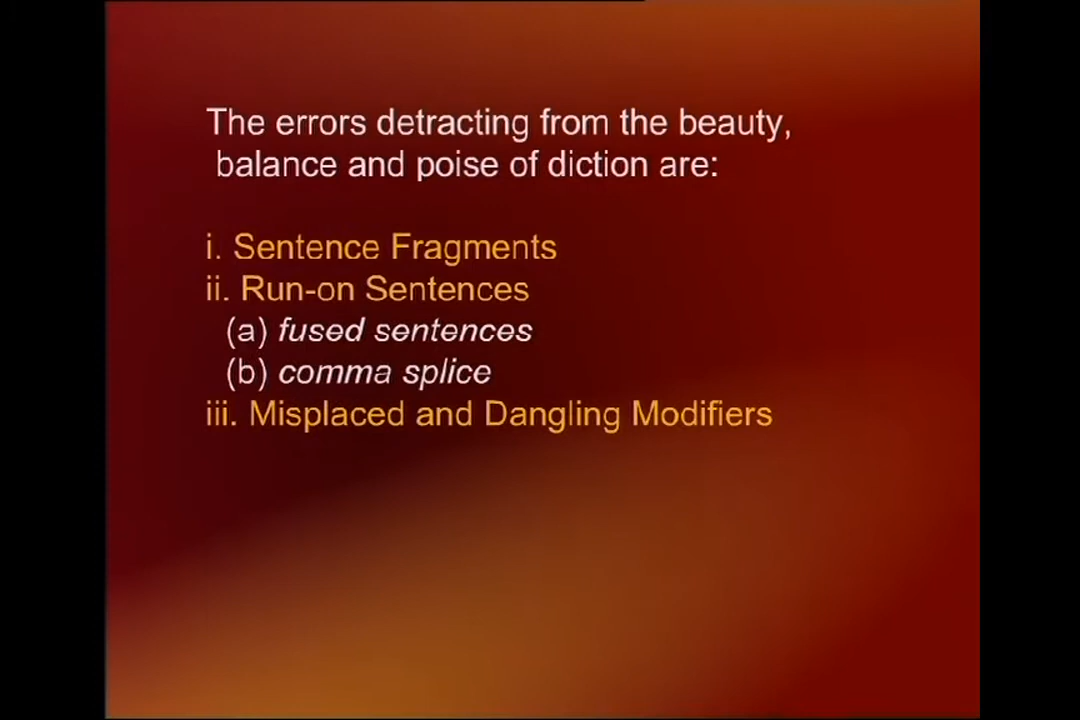 The errors detracting from the beauty,
balance and poise of diction are:
i. Sentence Fragments
ii. Run-on Sentences
(a) fused sentences
(b) comma splice
iii. Misplaced and Dangling Modifiers